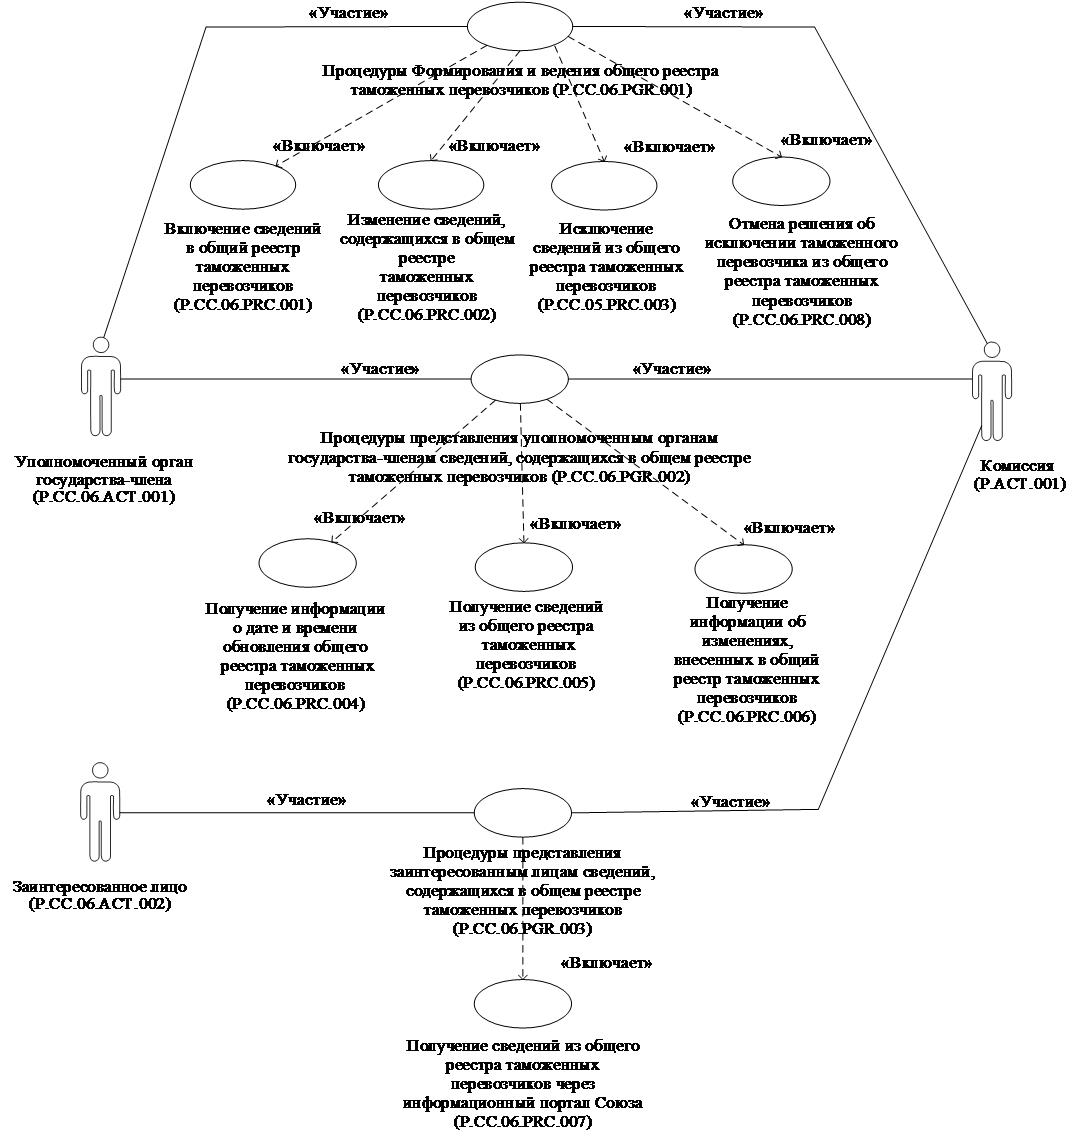 «Участие»
«Участие»
Процедуры Формирования и ведения общего реестра
таможенных перевозчиков (P.CC.06.PGR.001)
«Включает»
«Включает»
«Включает»
«Включает»
Включение сведений
в общий реестр
таможенных
перевозчиков
(P.CC.06.PRC.001)
Изменение сведений,
содержащихся в общем
реестре
таможенных
перевозчиков
(P.CC.06.PRC.002)
Исключение
сведений из общего
реестра таможенных
перевозчиков
(P.CC.05.PRC.003)
Отмена решения об
исключении таможенного
перевозчика из общего
реестра таможенных
перевозчиков
(P.CC.06.PRC.008)
«Участие»
«Участие»
Уполномоченный орган
государства-члена
(P.CC.06.ACT.001)
Процедуры представления уполномоченным органам
государства-членам сведений, содержащихся в общем реестре
таможенных перевозчиков (P.CC.06.PGR.002)
Комиссия
(P.ACT.001)
«Включает»
«Включает»
«Включает»
Получение информации
о дате и времени
обновления общего
реестра таможенных
перевозчиков
(P.CC.06.PRC.004)
Получение сведений
из общего реестра
таможенных
перевозчиков
(P.CC.06.PRC.005)
Получение
информации об
изменениях,
внесенных в общий
реестр таможенных
перевозчиков
(P.CC.06.PRC.006)
«Участие»
«Участие»
Заинтересованное лицо
(P.CC.06.ACT.002)
Процедуры представления
заинтересованным лицам сведений,
содержащихся в общем реестре
таможенных перевозчиков
(P.CC.06.PGR.003)
«Включает»
Получение сведений из общего
реестра таможенных
перевозчиков через
информационный портал Союза
(P.CC.06.PRC.007)